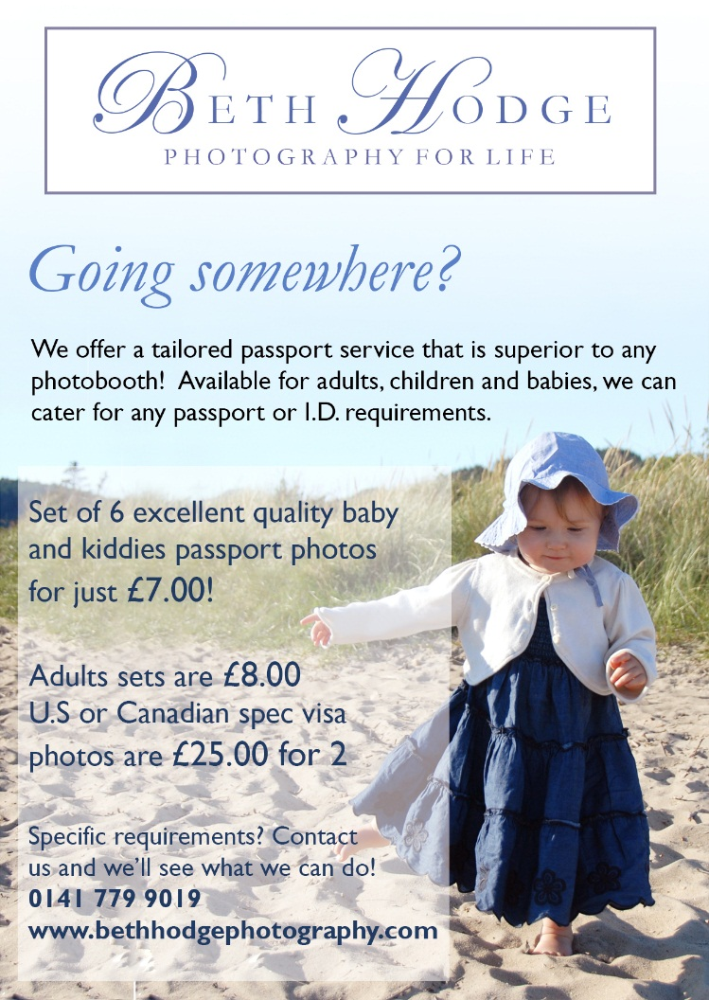 BETH HODGE
PHOTOGRAPHY FOR LIFE
Going somewhere?
We offer a tailored passport service that is superior to any
photobooth!  Available for adults, children and babies, we can
cater for any passport or I.D. requirements.
Set of 6 excellent quality baby
and kiddies passport photos
for just £7.00!
Adults sets are £8.00
U.S or Canadian spec visa
photos are £25.00 for 2
Specific requirements? Contact
us and we'll see what we can do!
0141 779 9019
www.bethhodgephotography.com